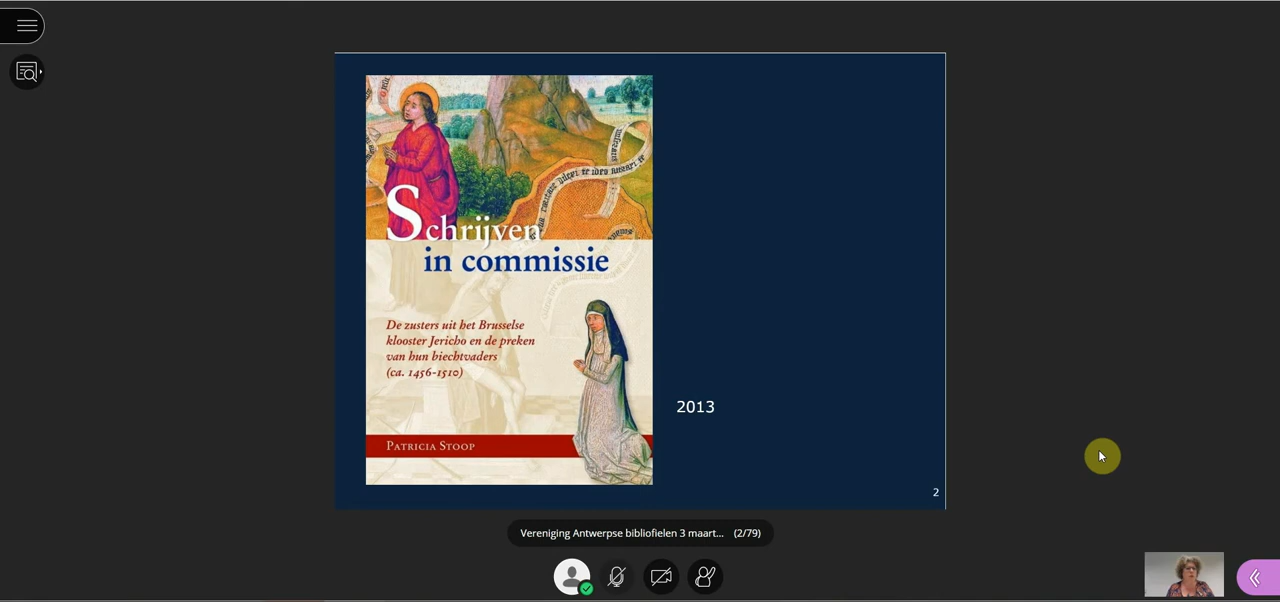 Schrijven
in commissie
De zusters uit het Brusselse
klooster Jericho en de preken
van hun biechtvaders
(ca. 1456-1510)
Patricia Stoop
2013
2
Vereniging Antwerpse bibliofielen 3 maart... (2/79)